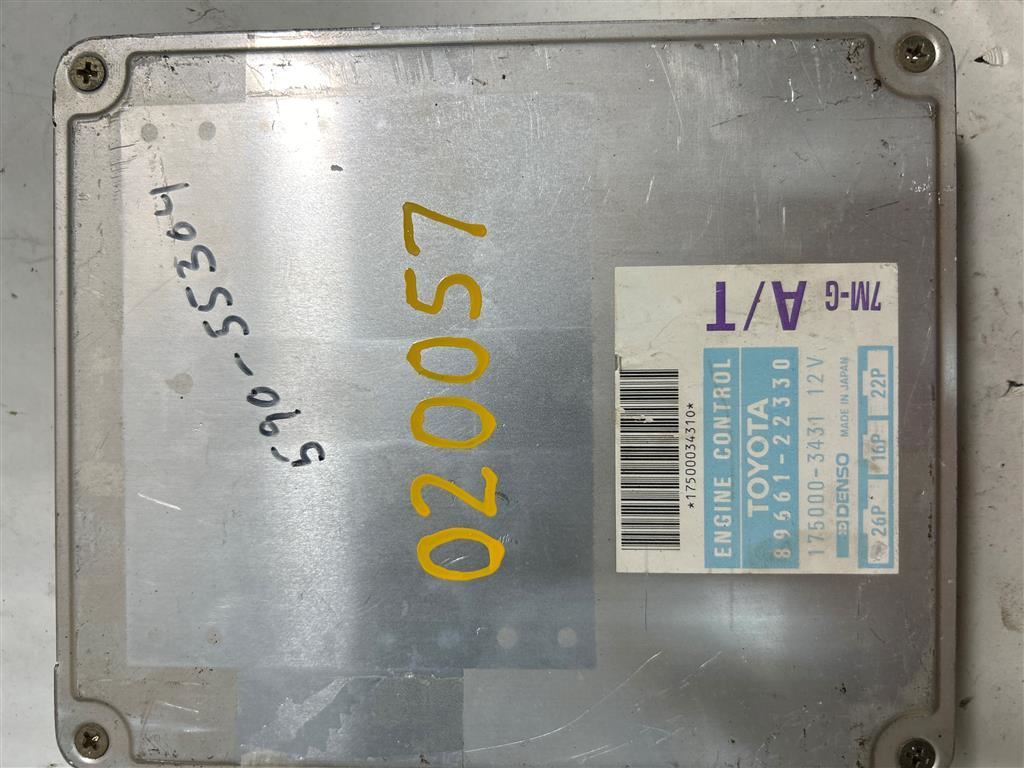 590-55304
020057
7M-G
A/T
*17500034310*
ENGINE CONTROL
TOYOTA
89661-22330
175000-3431 12V
DENSO MADE IN JAPAN
26P 16P 22P